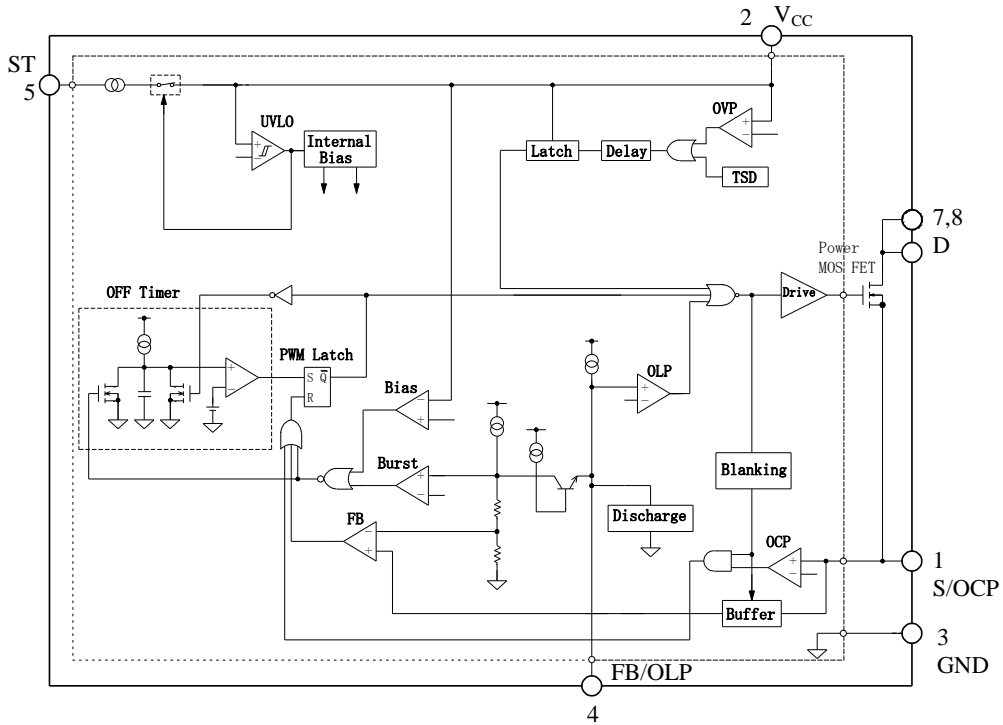 2 VCC
ST
5
OVP
+
−
UVLO
+
−
Internal
Bias
Latch
Delay
TSD
7,8
D
Power
MOS FET
OFF Timer
Drive
PWM Latch
+
−
S Q̄
R
OLP
+
−
Bias
−
+
Burst
+
−
Blanking
Discharge
FB
−
+
OCP
+
−
1
S/OCP
Buffer
3
GND
FB/OLP
4